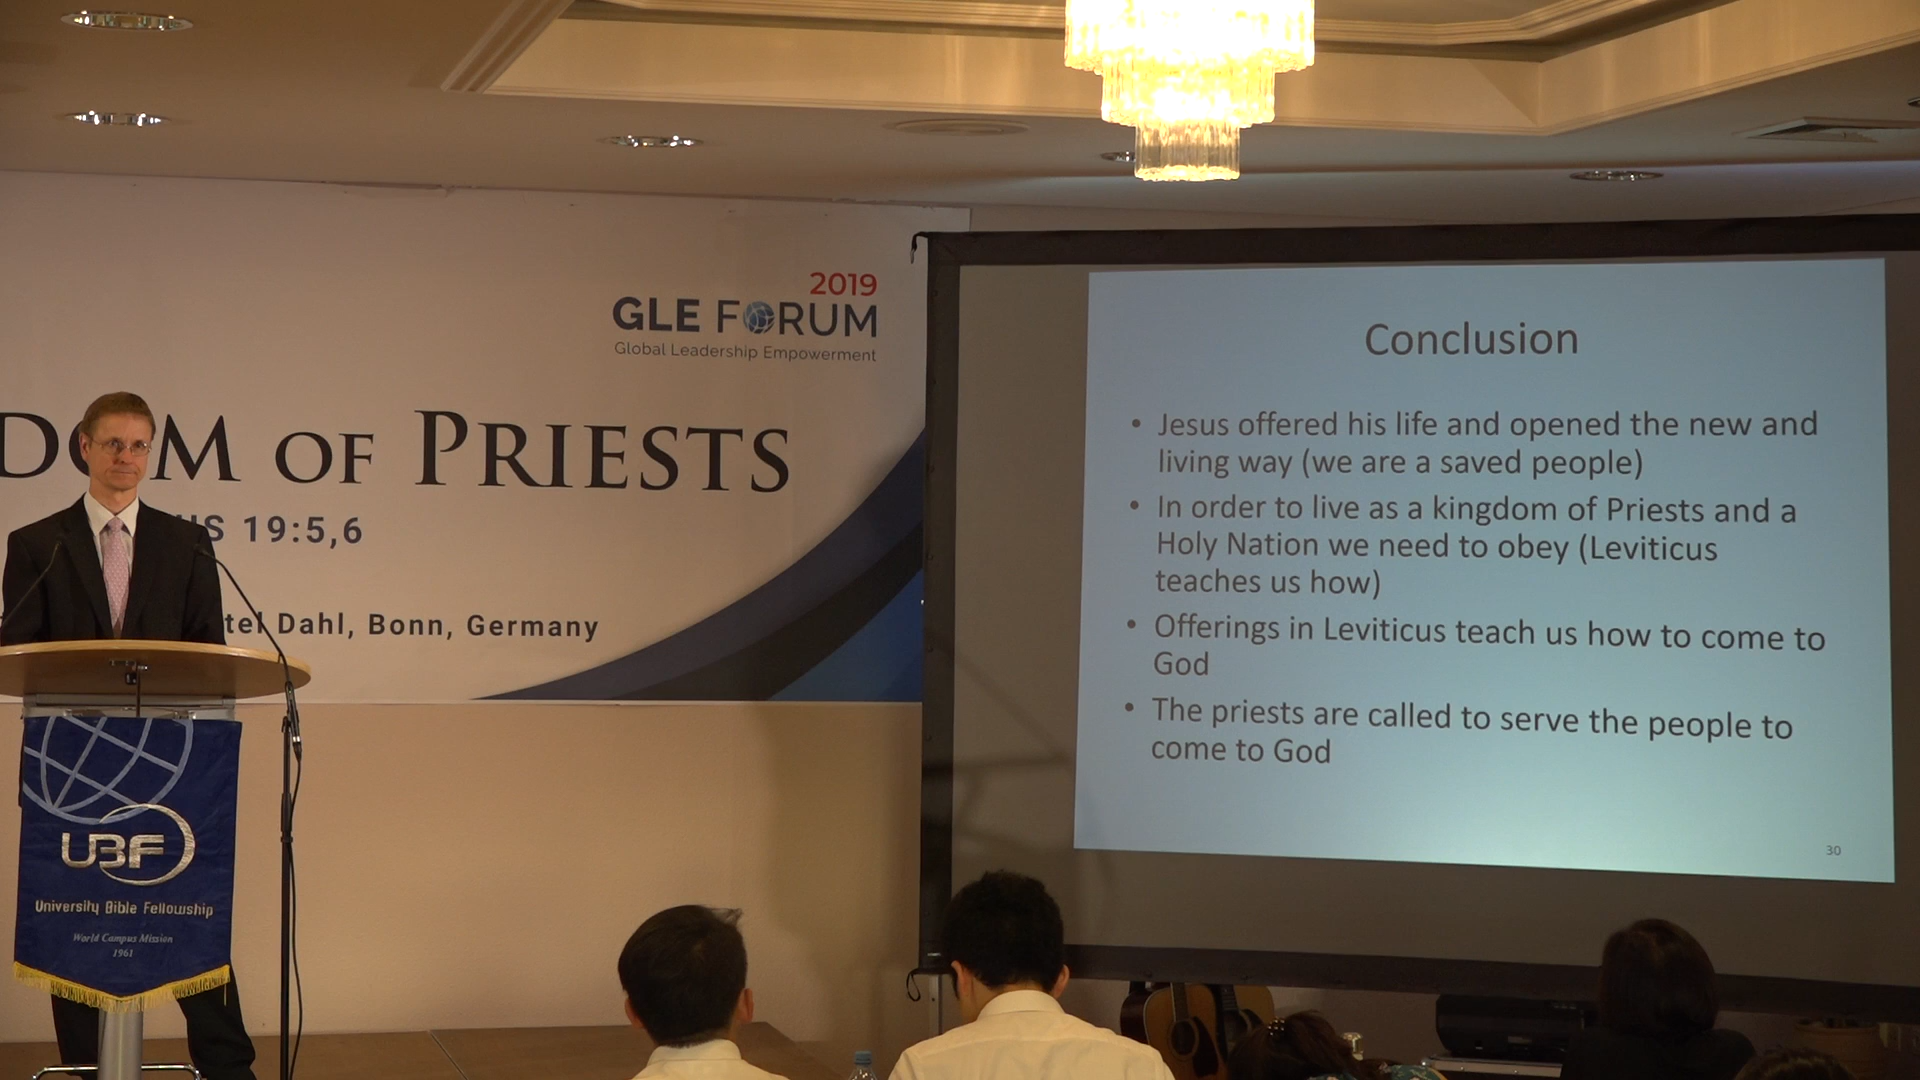 2019
GLE FORUM
Global Leadership Empowerment
DOM OF PRIESTS
US 19:5,6
tel Dahl, Bonn, Germany
UBF
University Bible Fellowship
World Campus Mission
1961
Conclusion
• Jesus offered his life and opened the new and
living way (we are a saved people)
• In order to live as a kingdom of Priests and a
Holy Nation we need to obey (Leviticus
teaches us how)
• Offerings in Leviticus teach us how to come to
God
• The priests are called to serve the people to
come to God
30